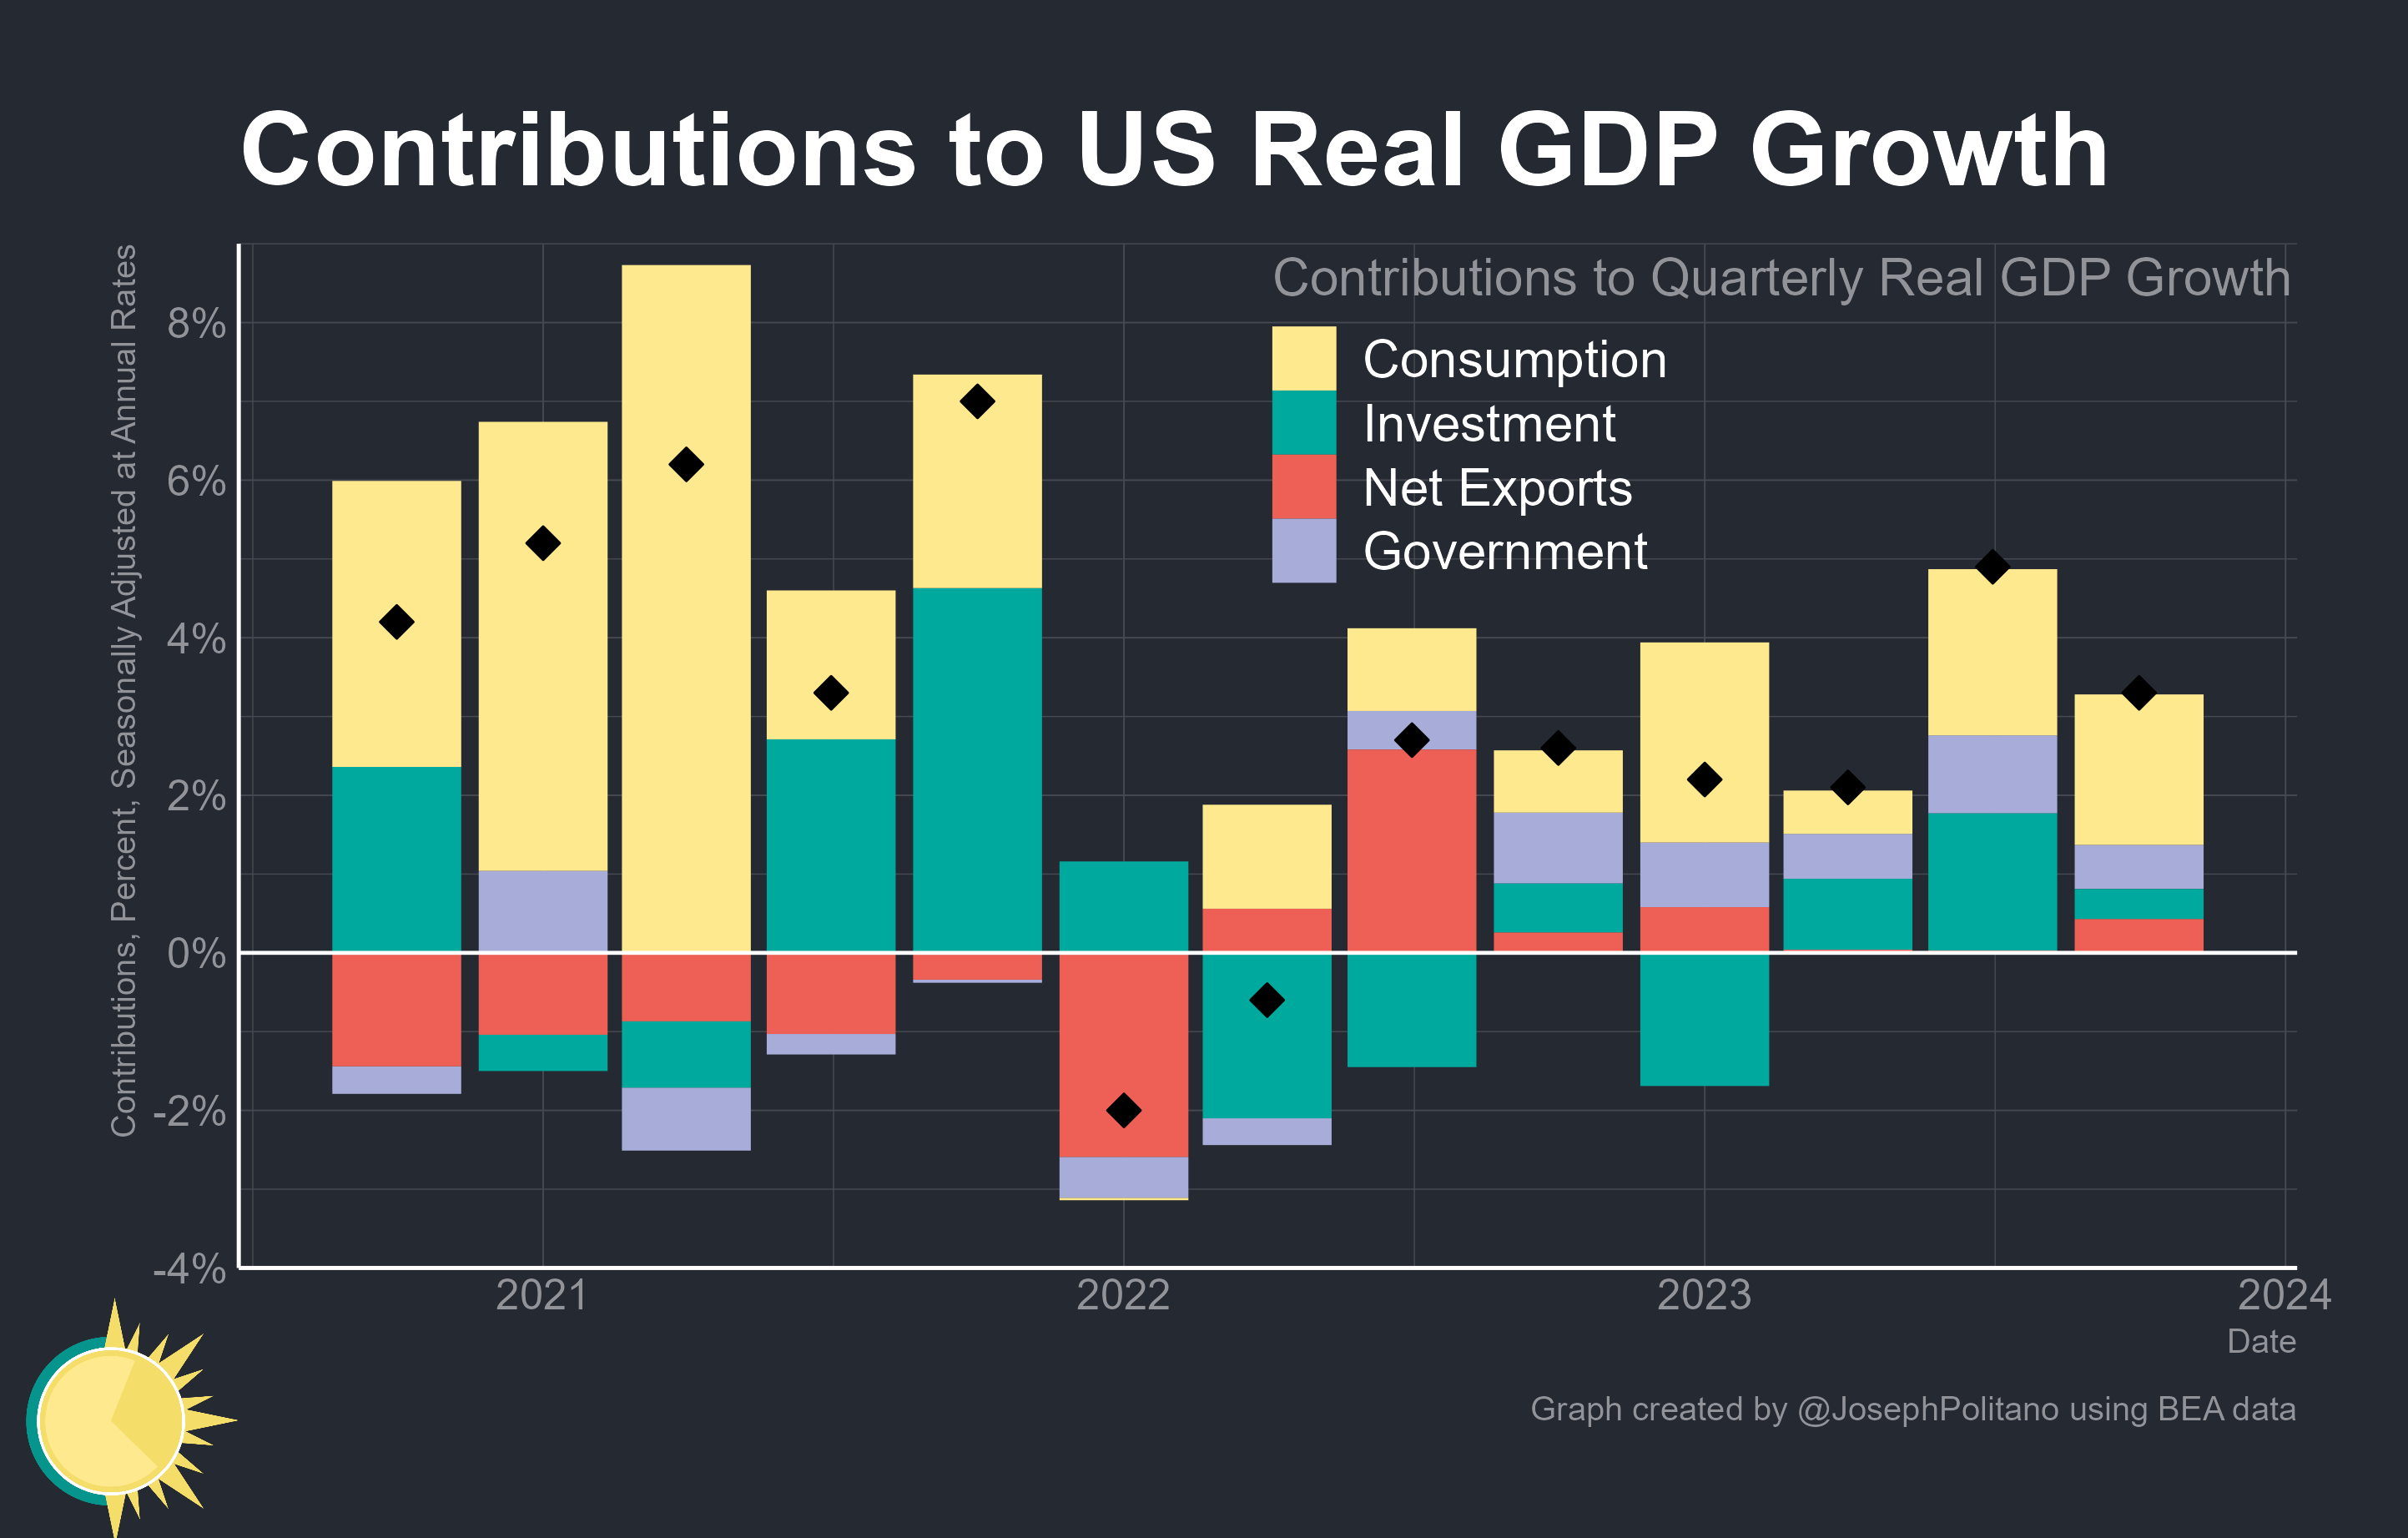 Contributions to US Real GDP Growth
Contributions, Percent, Seasonally Adjusted at Annual Rates
Contributions to Quarterly Real GDP Growth
Consumption
Investment
Net Exports
Government
8%
6%
4%
2%
0%
-2%
-4%
2021
2022
2023
2024
Date
Graph created by @JosephPolitano using BEA data